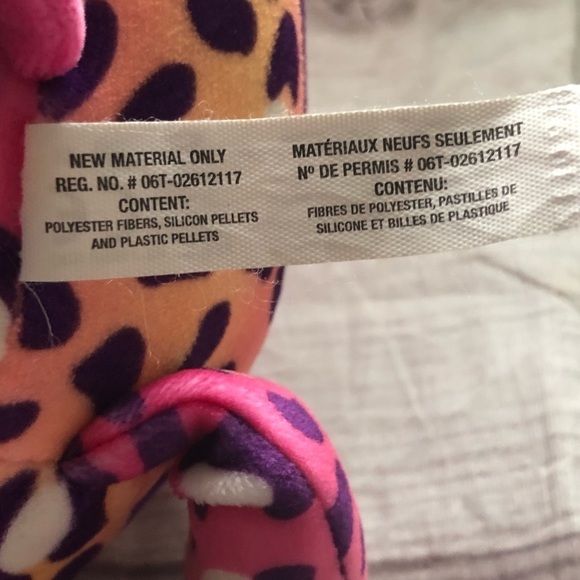 NEW MATERIAL ONLY
REG. NO. # 06T-02612117
CONTENT:
POLYESTER FIBERS, SILICON PELLETS
AND PLASTIC PELLETS
MATÉRIAUX NEUFS SEULEMENT
Nº DE PERMIS # 06T-02612117
CONTENU:
FIBRES DE POLYESTER, PASTILLES DE
SILICONE ET BILLES DE PLASTIQUE